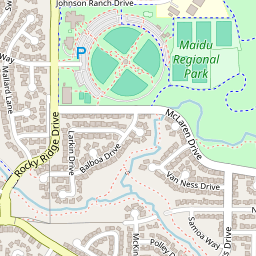 Johnson Ranch Drive
Way
Mallard Lane
P
Maidu
Regional
Park
McLaren Drive
Rocky Ridge Drive
Larkin Drive
Balboa Drive
Van Ness Drive
Samoa Way
Polley D
s Drive